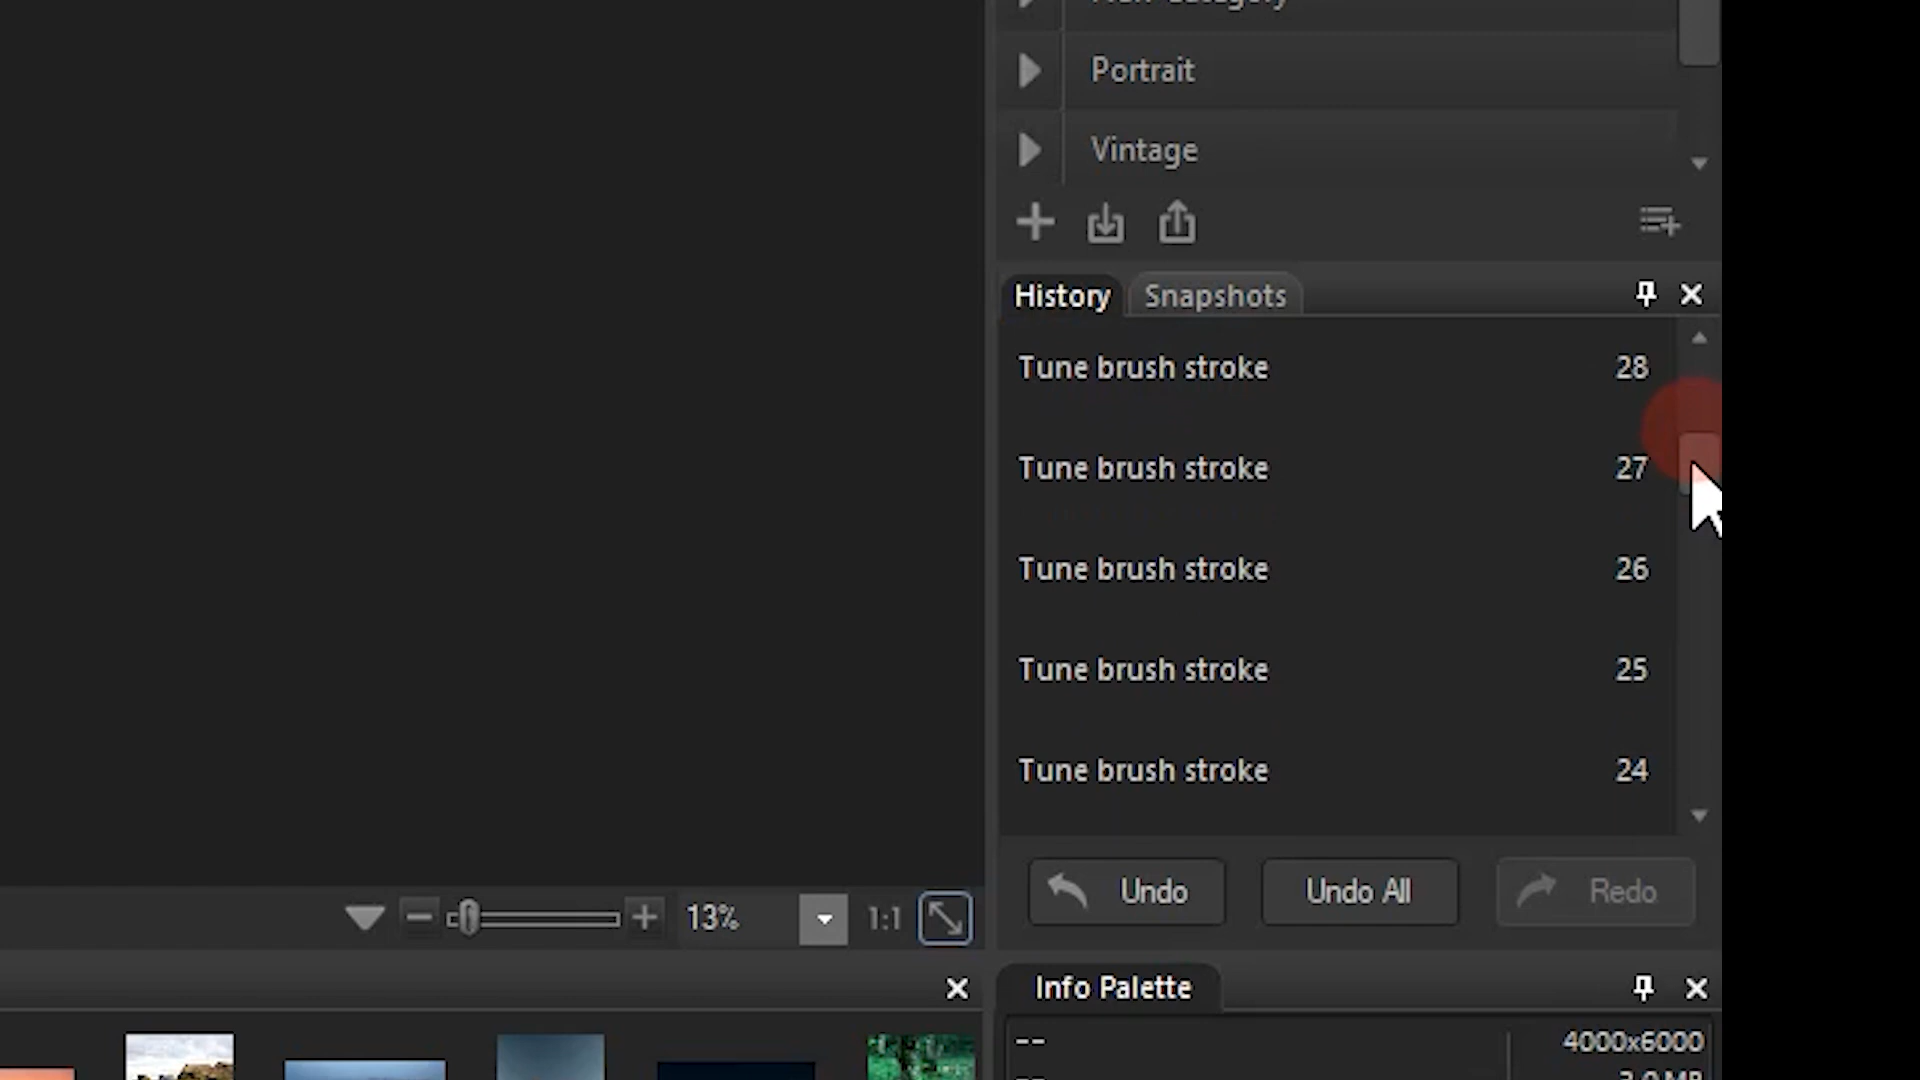 Portrait
Vintage
History Snapshots
Tune brush stroke 28
Tune brush stroke 27
Tune brush stroke 26
Tune brush stroke 25
Tune brush stroke 24
Undo Undo All Redo
13% 1:1
Info Palette
-- 4000x6000